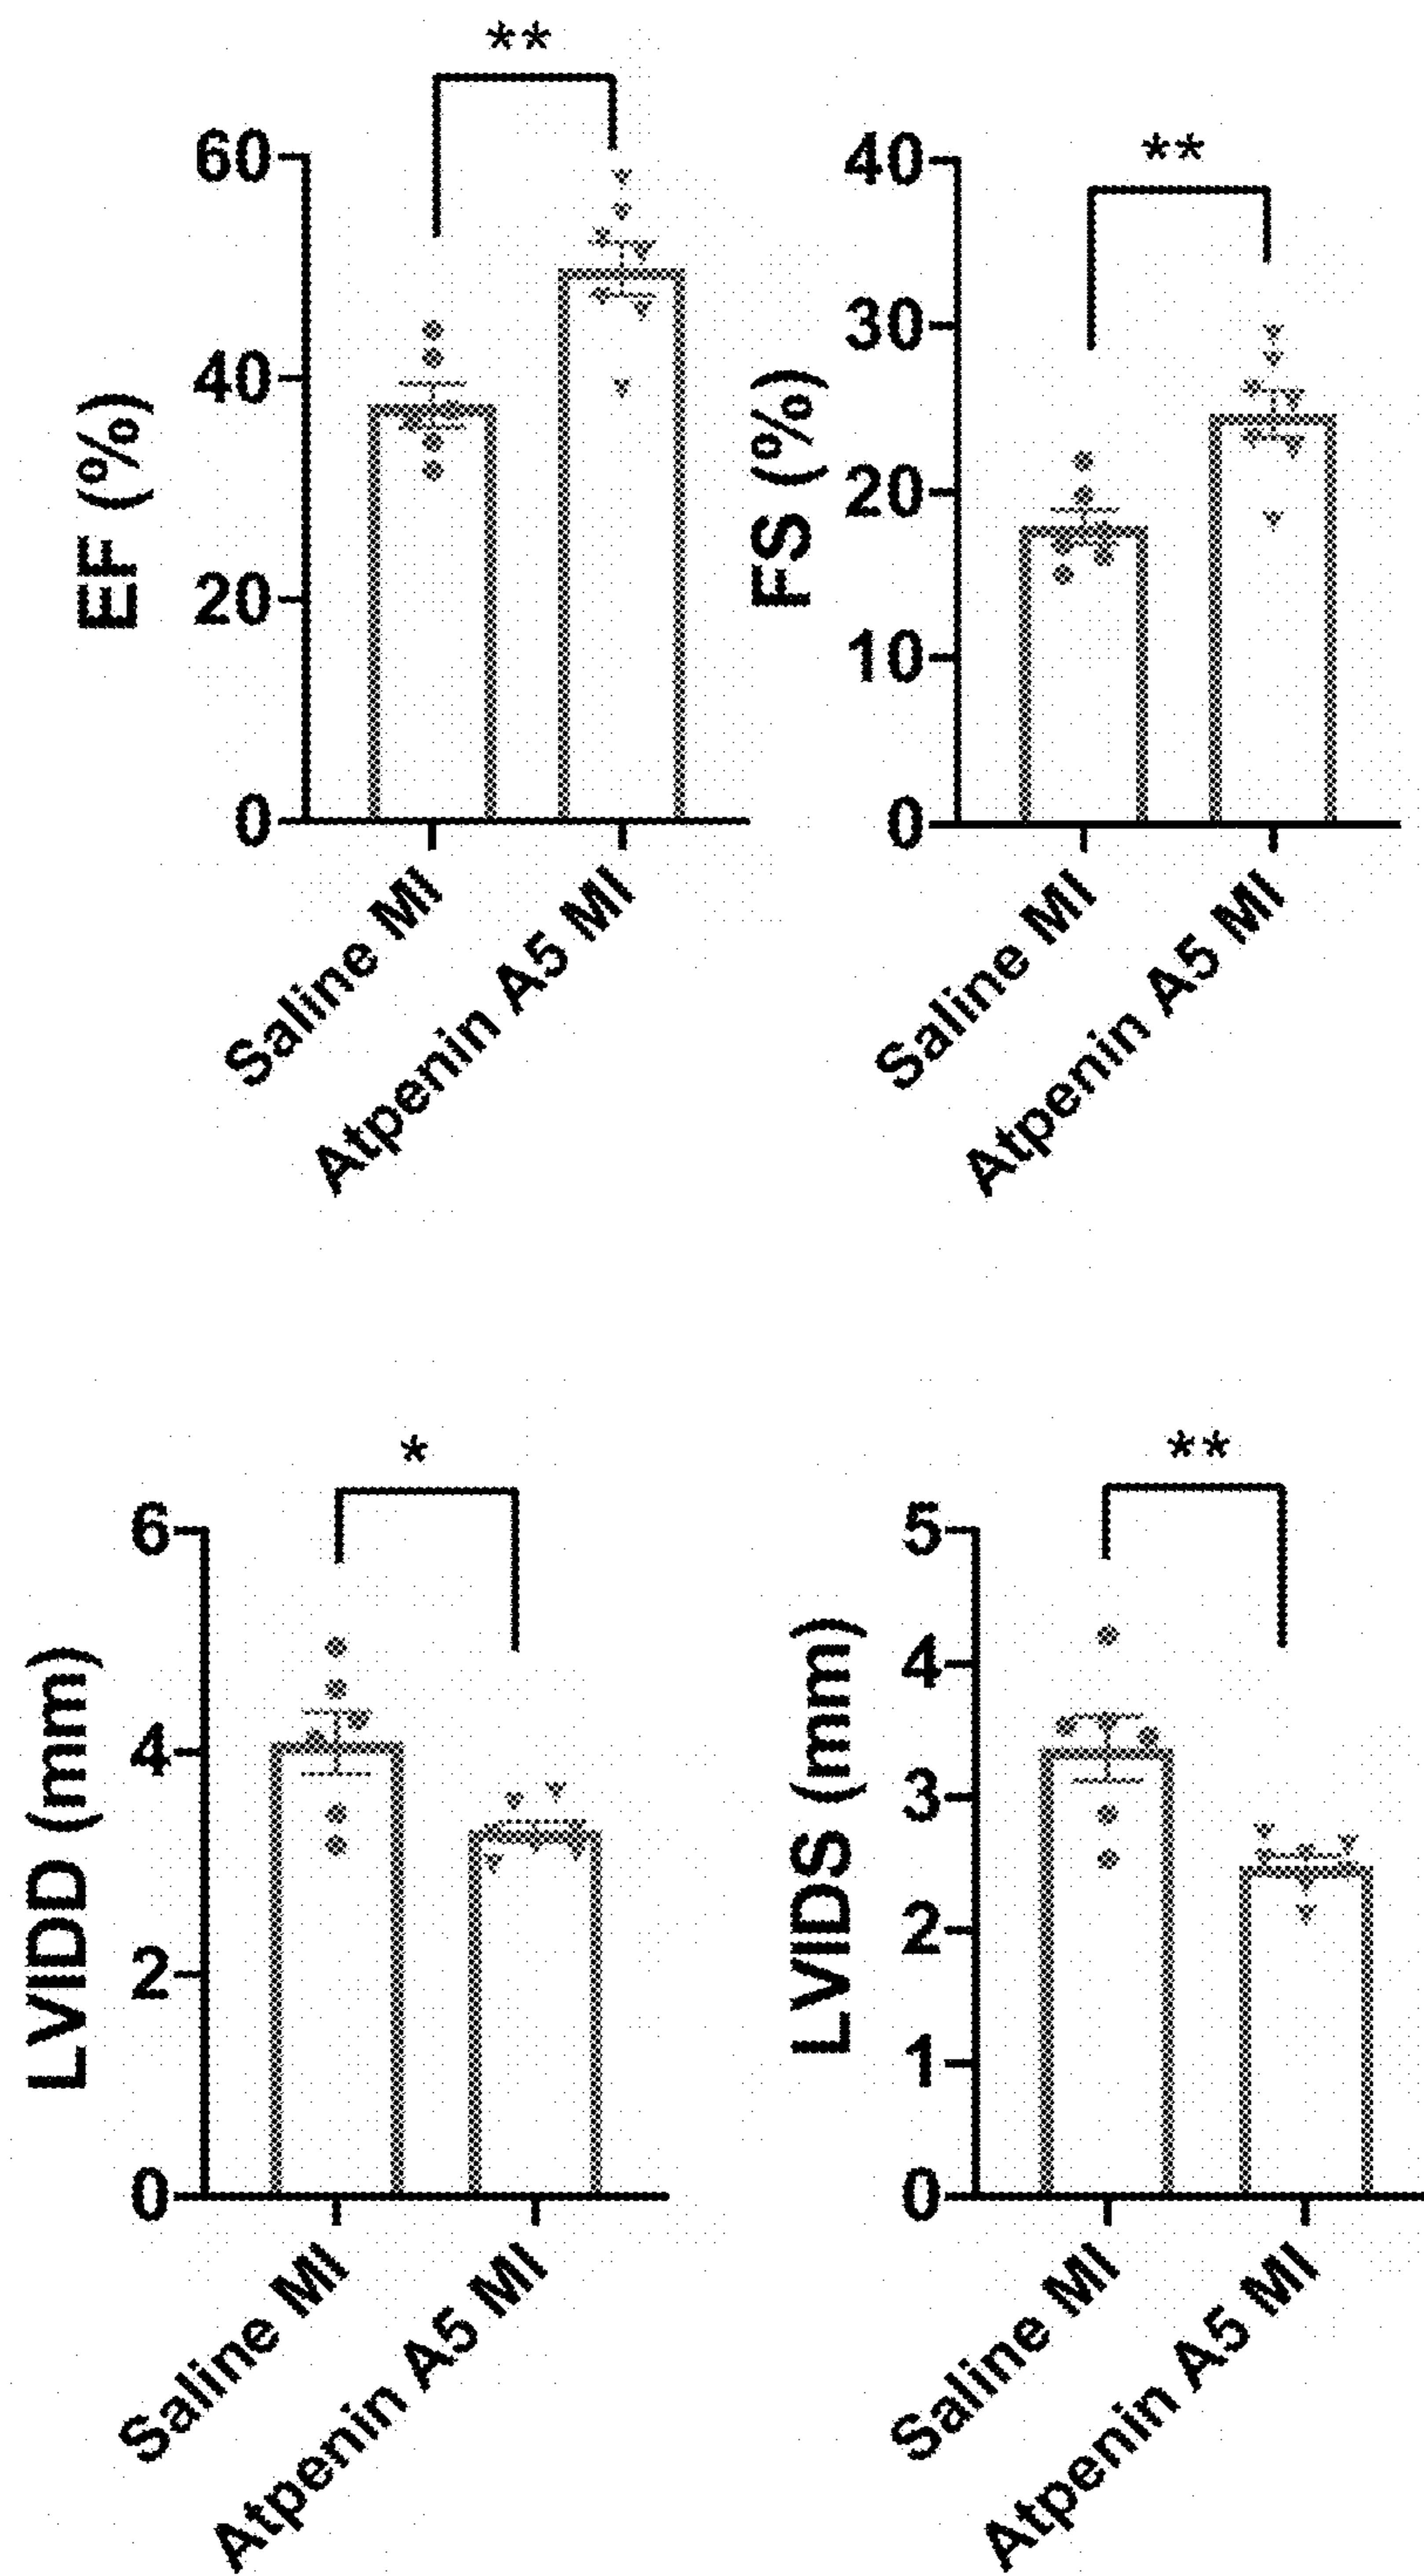 **
60
40
20
0
EF (%)
Saline MI
Atpenin A5 MI
**
40
30
20
10
0
FS (%)
Saline MI
Atpenin A5 MI
*
6
4
2
0
LVIDD (mm)
Saline MI
Atpenin A5 MI
**
5
4
3
2
1
0
LVIDS (mm)
Saline MI
Atpenin A5 MI